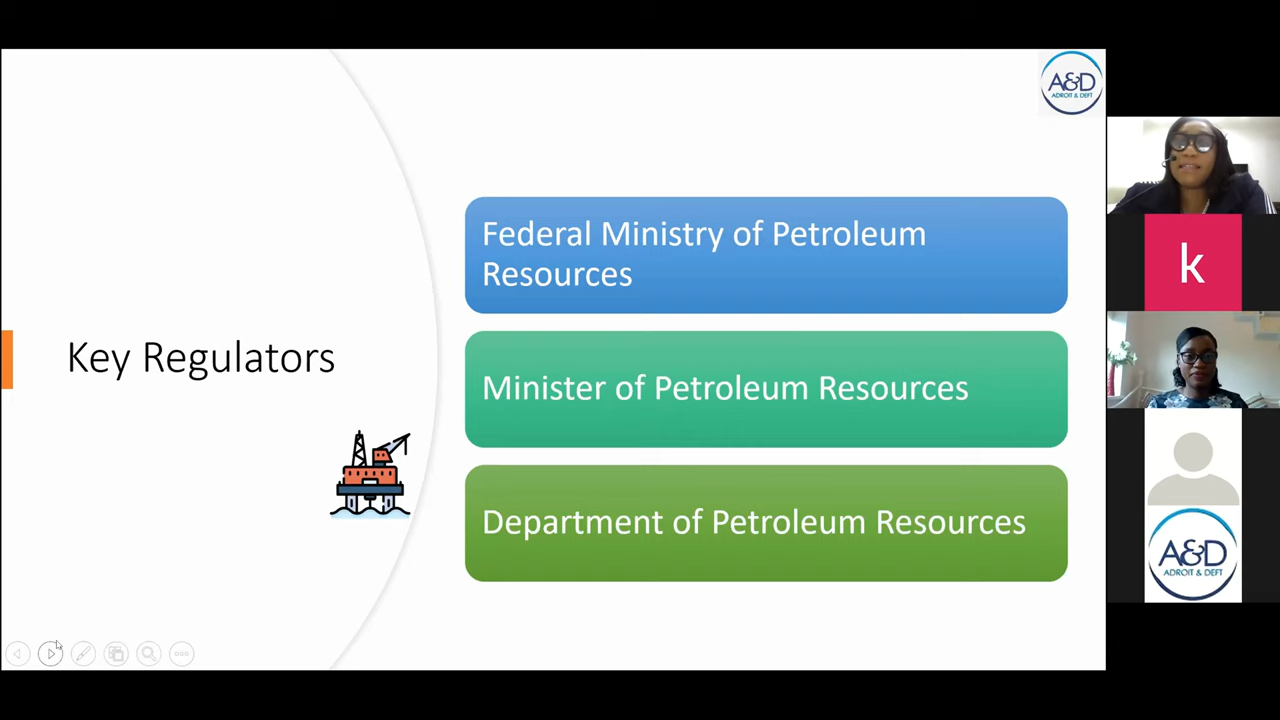 A&D
ADROIT & DEFT
Federal Ministry of Petroleum
Resources
Key Regulators
Minister of Petroleum Resources
Department of Petroleum Resources
k
A&D
ADROIT & DEFT